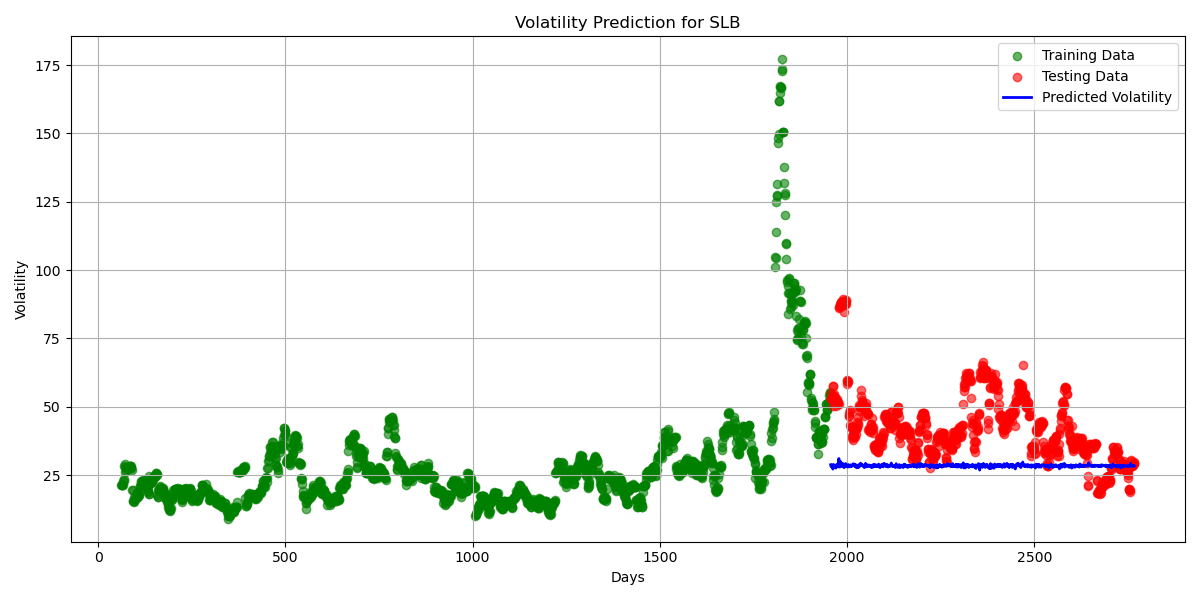 Volatility Prediction for SLB
Training Data
Testing Data
Predicted Volatility
175
150
125
100
75
50
25
Volatility
0
500
1000
1500
2000
2500
Days